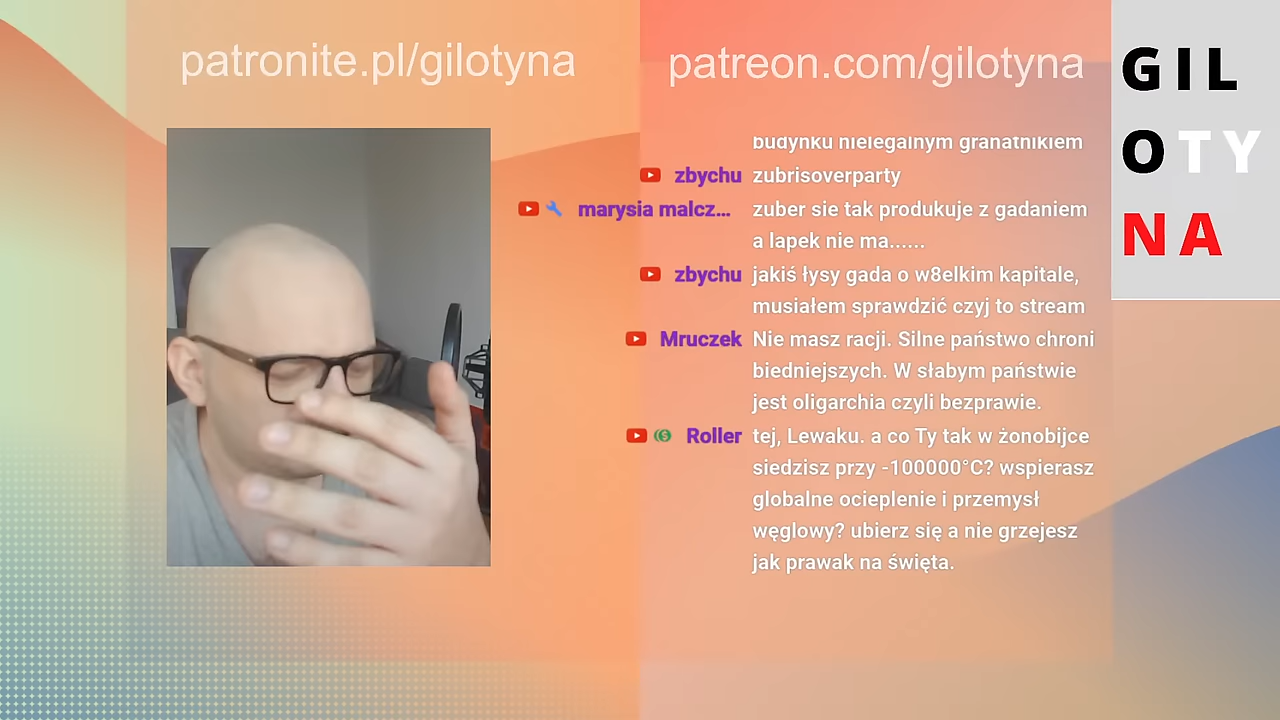 patronite.pl/gilotyna
patreon.com/gilotyna
GIL
OTY
NA
budynku nielegalnym granatnikiem
zbychu zubrisoverparty
marysia malcz... zuber sie tak produkuje z gadaniem
a lapek nie ma......
zbychu jakiś łysy gada o w8elkim kapitale,
musiałem sprawdzić czyj to stream
Mruczek Nie masz racji. Silne państwo chroni
biedniejszych. W słabym państwie
jest oligarchia czyli bezprawie.
Roller tej, Lewaku. a co Ty tak w żonobijce
siedzisz przy -100000°C? wspierasz
globalne ocieplenie i przemysł
węglowy? ubierz się a nie grzejesz
jak prawak na święta.